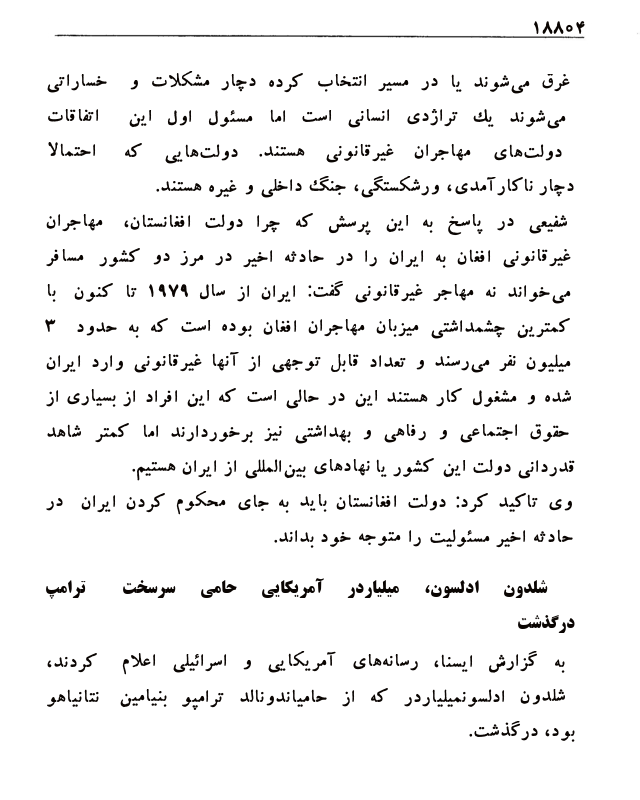 ۱۸۸۰۴
غرق می‌شوند یا در مسیر انتخاب کرده دچار مشکلات و خساراتی
می‌شوند یك تراژدی انسانی است اما مسئول اول این اتفاقات
دولت‌های مهاجران غیرقانونی هستند. دولت‌هایی که احتمالا
دچار ناکارآمدی، ورشکستگی، جنگ داخلی و غیره هستند.
شفیعی در پاسخ به این پرسش که چرا دولت افغانستان، مهاجران
غیرقانونی افغان به ایران را در حادثه اخیر در مرز دو کشور مسافر
می‌خواند نه مهاجر غیرقانونی گفت: ایران از سال ۱۹۷۹ تا کنون با
کمترین چشمداشتی میزبان مهاجران افغان بوده است که به حدود ۳
میلیون نفر می‌رسند و تعداد قابل توجهی از آنها غیرقانونی وارد ایران
شده و مشغول کار هستند این در حالی است که این افراد از بسیاری از
حقوق اجتماعی و رفاهی و بهداشتی نیز برخوردارند اما کمتر شاهد
قدردانی دولت این کشور یا نهادهای بین‌المللی از ایران هستیم.
وی تاکید کرد: دولت افغانستان باید به جای محکوم کردن ایران در
حادثه اخیر مسئولیت را متوجه خود بداند.
شلدون ادلسون، میلیاردر آمریکایی حامی سرسخت ترامپ
درگذشت
به گزارش ایسنا، رسانه‌های آمریکایی و اسرائیلی اعلام کردند،
شلدون ادلسونمیلیاردر که از حامیاندونالد ترامپو بنیامین نتانیاهو
بود، درگذشت.